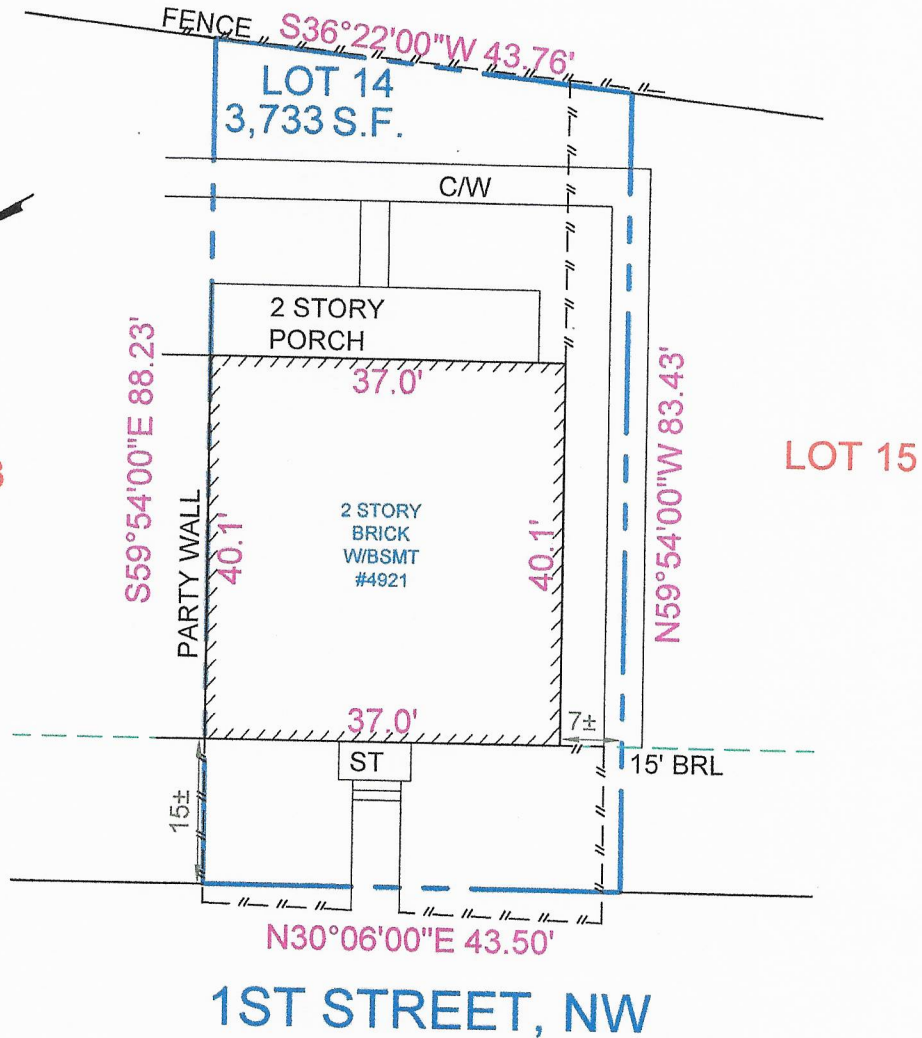 FENCE
S36°22'00"W 43.76'
LOT 14
3,733 S.F.
C/W
2 STORY
PORCH
37.0'
S59°54'00"E 88.23'
PARTY WALL
40.1'
2 STORY
BRICK
W/BSMT
#4921
40.1'
N59°54'00"W 83.43'
LOT 15
37.0'
7±
ST
15' BRL
15±
N30°06'00"E 43.50'
1ST STREET, NW